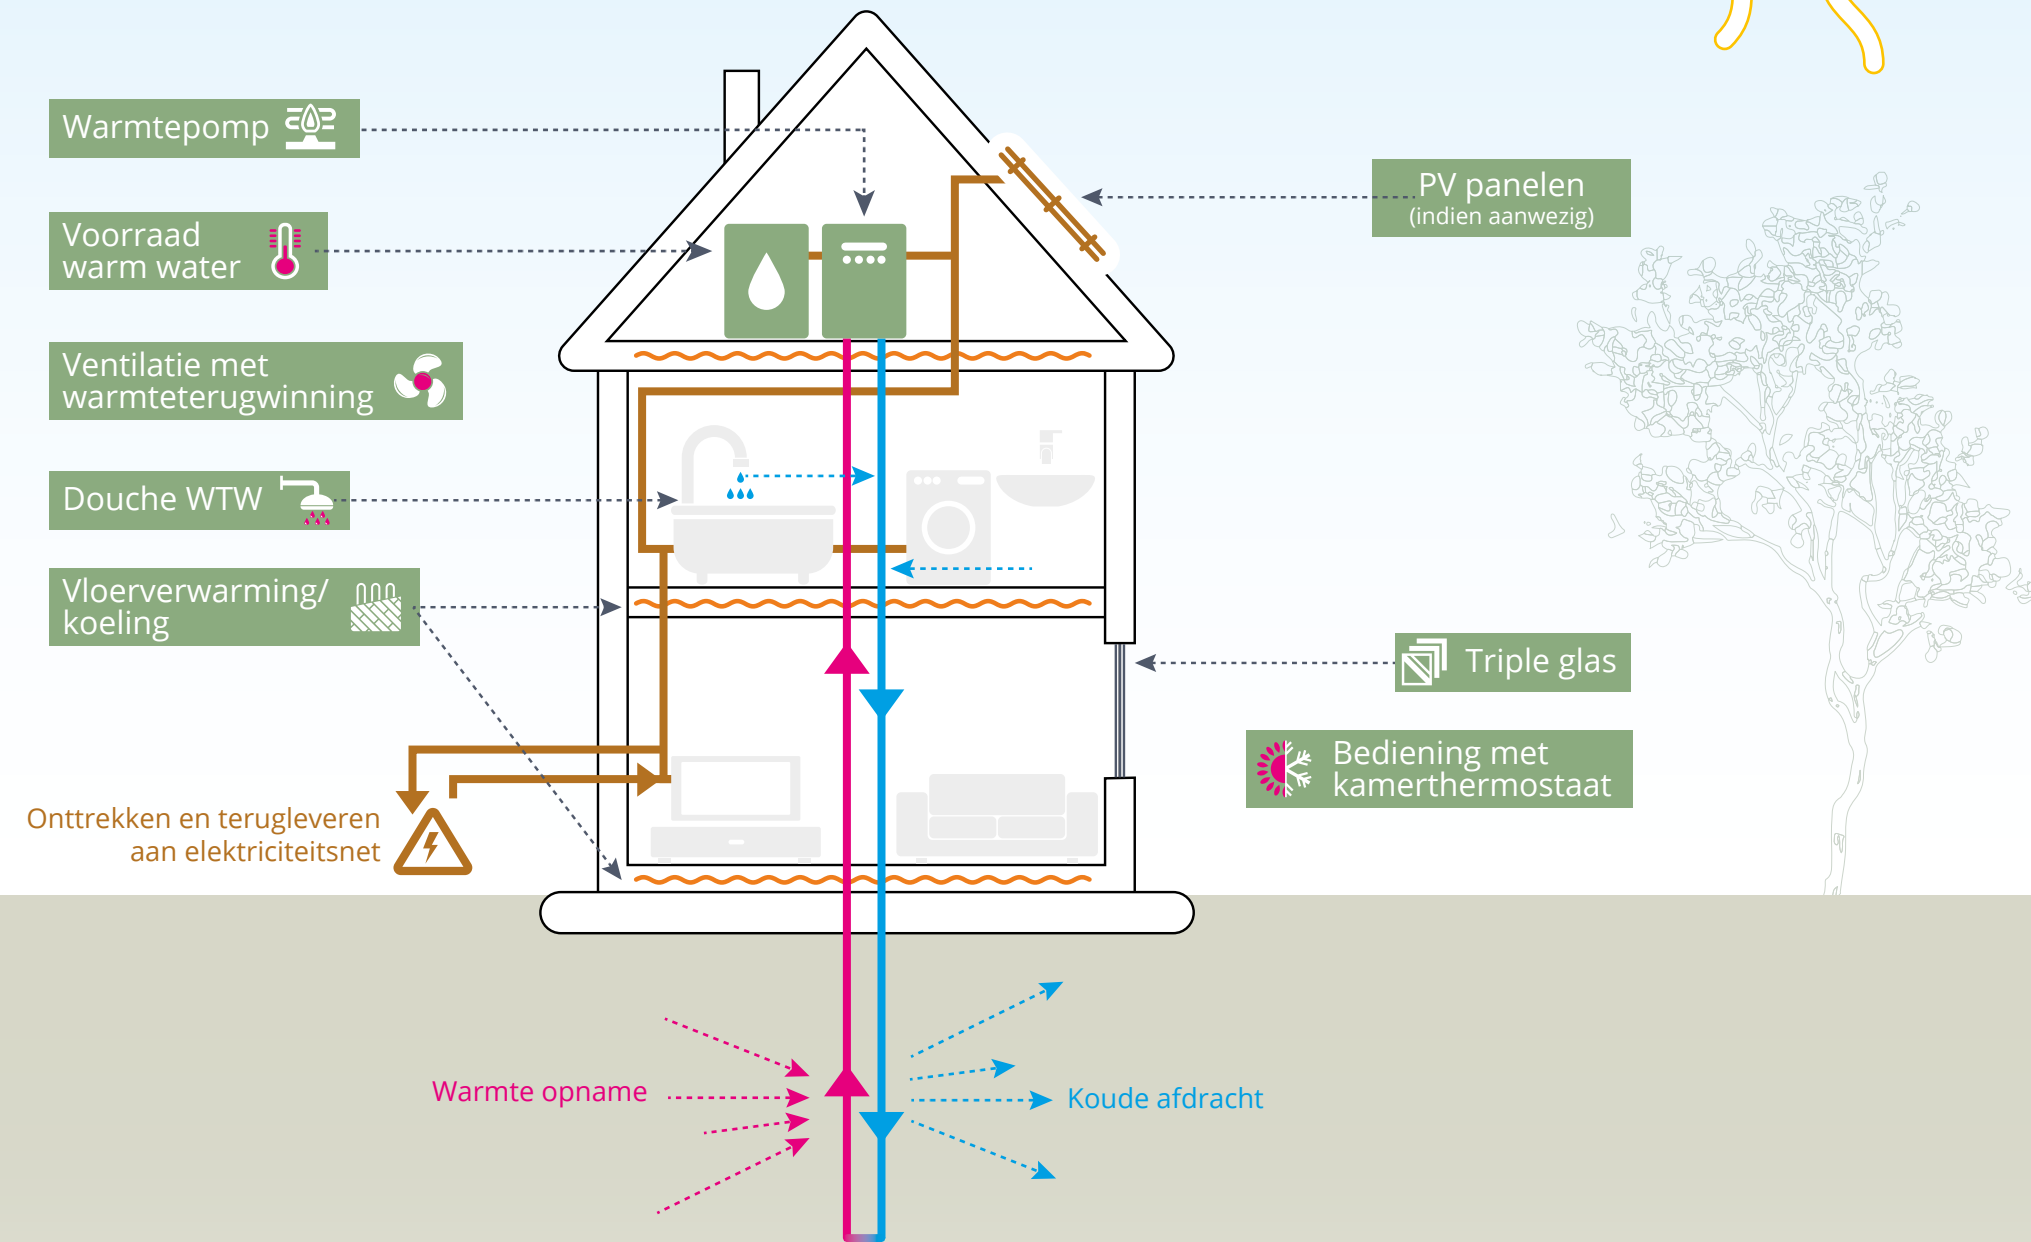 Warmtepomp
Voorraad
warm water
Ventilatie met
warmteterugwinning
Douche WTW
Vloerverwarming/
koeling
Onttrekken en terugleveren
aan elektriciteitsnet
PV panelen
(indien aanwezig)
Triple glas
Bediening met
kamerthermostaat
Warmte opname
Koude afdracht